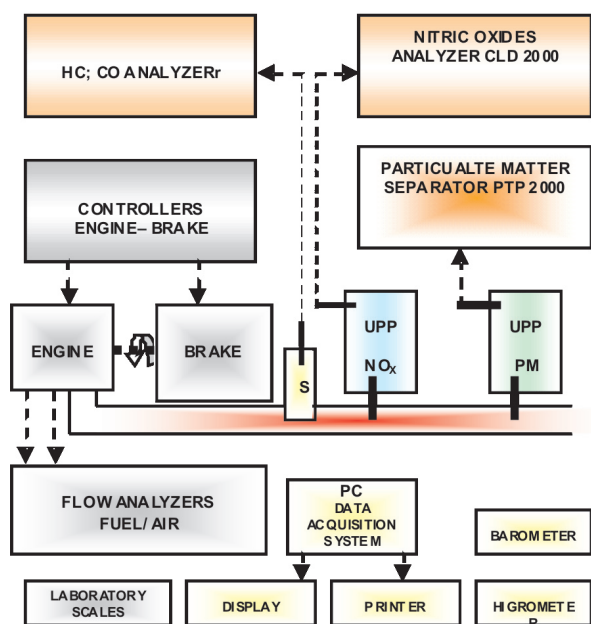 HC; CO ANALYZERr
NITRIC OXIDES
ANALYZER CLD 2000
PARTICUALTE MATTER
SEPARATOR PTP 2000
CONTROLLERS
ENGINE– BRAKE
ENGINE
BRAKE
S
UPP
NOX
UPP
PM
FLOW ANALYZERS
FUEL/ AIR
PC
DATA
ACQUISITION
SYSTEM
BAROMETER
LABORATORY
SCALES
DISPLAY
PRINTER
HIGROMETE
R